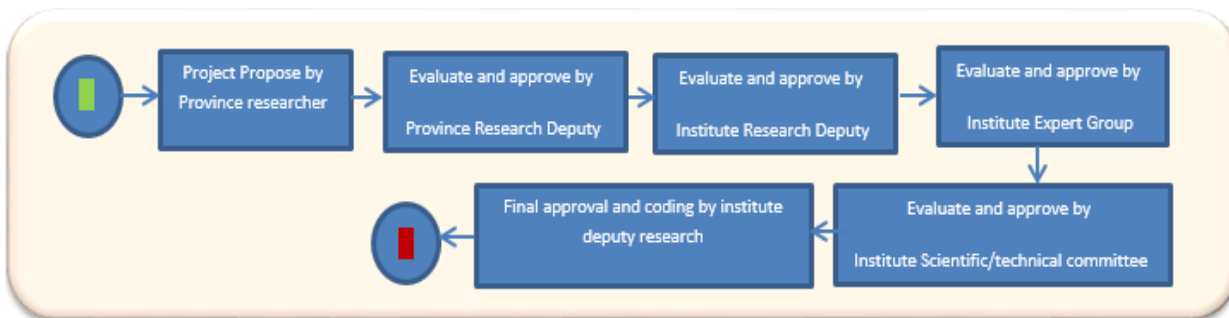 Project Propose by
Province researcher
Evaluate and approve by
Province Research Deputy
Evaluate and approve by
Institute Research Deputy
Evaluate and approve by
Institute Expert Group
Evaluate and approve by
Institute Scientific/technical committee
Final approval and coding by institute
deputy research